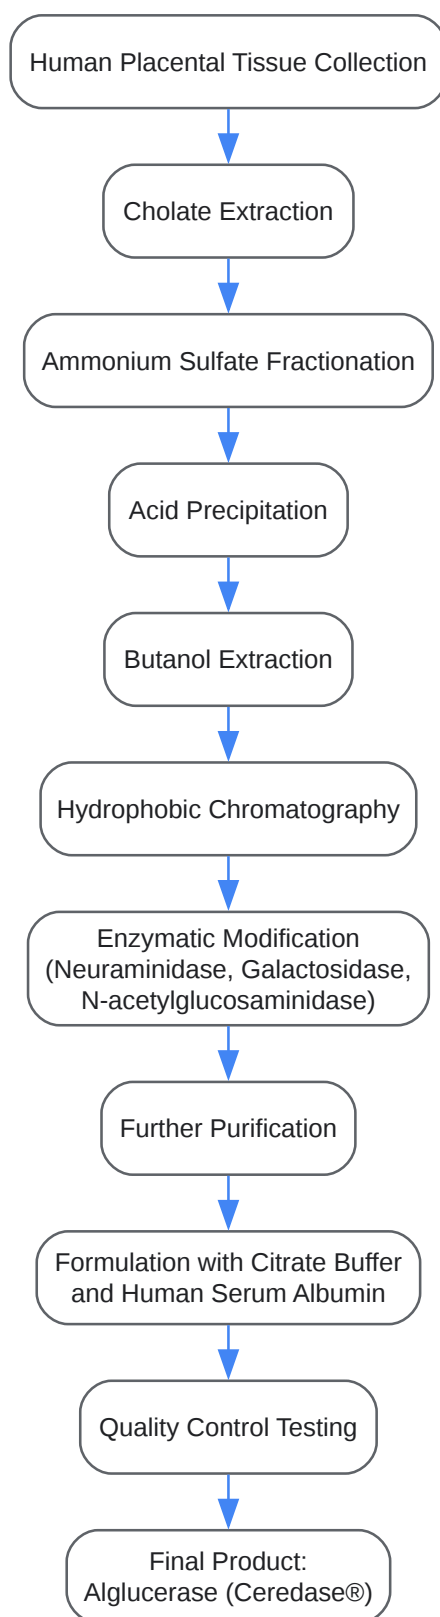 Human Placental Tissue Collection
Cholate Extraction
Ammonium Sulfate Fractionation
Acid Precipitation
Butanol Extraction
Hydrophobic Chromatography
Enzymatic Modification
(Neuraminidase, Galactosidase,
N-acetylglucosaminidase)
Further Purification
Formulation with Citrate Buffer
and Human Serum Albumin
Quality Control Testing
Final Product:
Alglucerase (Ceredase®)